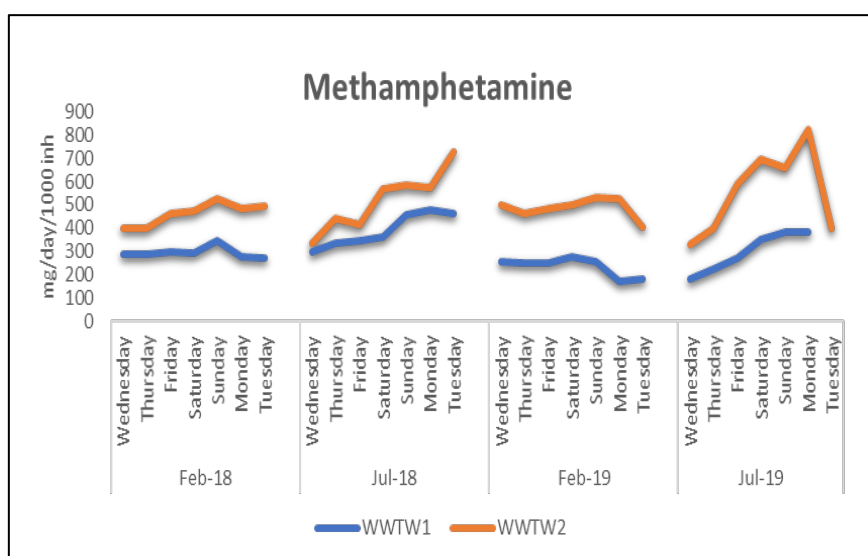 Methamphetamine
mg/day/1000 inh
900
800
700
600
500
400
300
200
100
0
Wednesday
Thursday
Friday
Saturday
Sunday
Monday
Tuesday
Wednesday
Thursday
Friday
Saturday
Sunday
Monday
Tuesday
Wednesday
Thursday
Friday
Saturday
Sunday
Monday
Tuesday
Wednesday
Thursday
Friday
Saturday
Sunday
Monday
Tuesday
Feb-18 Jul-18 Feb-19 Jul-19
WWTW1 WWTW2